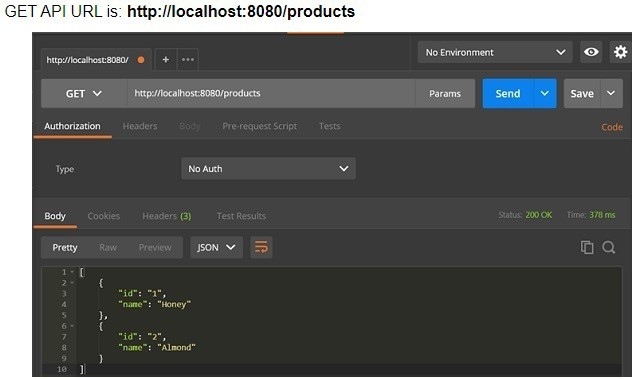 GET API URL is: http://localhost:8080/products
http://localhost:8080/ + ••• No Environment
GET http://localhost:8080/products Params Send Save
Authorization Headers Body Pre-request Script Tests Code
Type No Auth
Body Cookies Headers (3) Test Results Status: 200 OK Time: 378 ms
Pretty Raw Preview JSON
1 [
2 {
3 "id": "1",
4 "name": "Honey"
5 },
6 {
7 "id": "2",
8 "name": "Almond"
9 }
10 ]